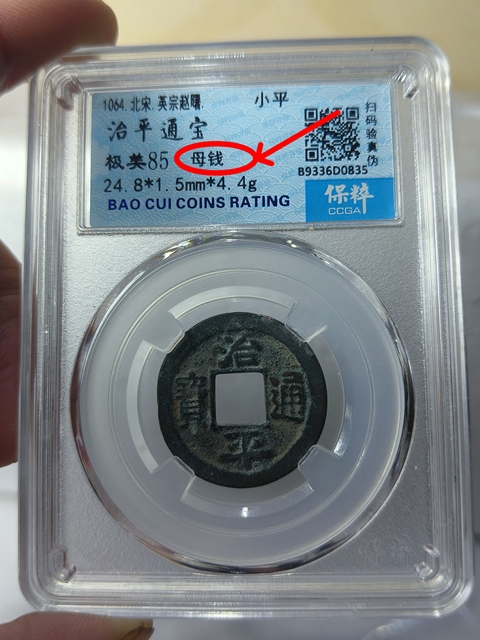 1064.北宋.英宗赵曙.
小平
治平通宝
极美85 母钱
24.8*1.5mm*4.4g
BAO CUI COINS RATING
扫码验真伪
B9336D0835
保粹
CCGA
治平通寳